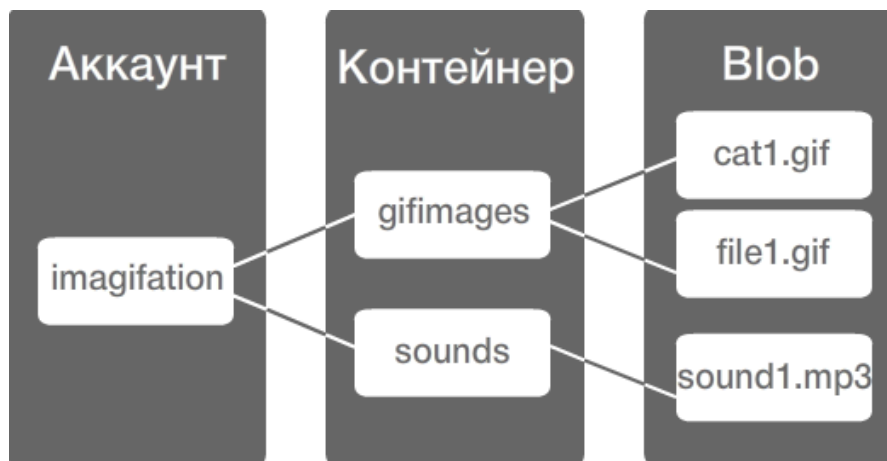 Аккаунт
imagifation
Контейнер
gifimages
sounds
Blob
cat1.gif
file1.gif
sound1.mp3